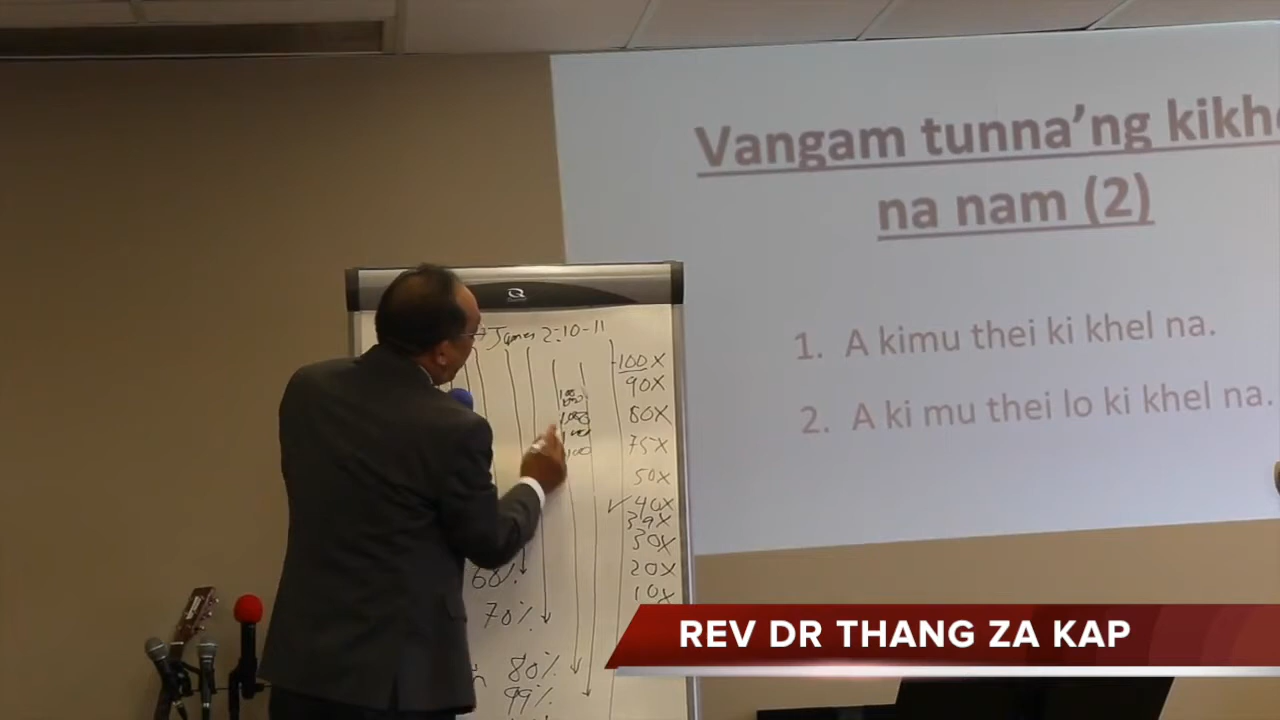 Vangam tunna'ng
na nam (2)
1. A kimu thei ki khel na.
2. A ki mu thei lo ki khel na.
James 2:10-11
100X
90X
80X
75X
50X
✓ 40X
39X
30X
20X
10X
60%
70%
80%
99%
REV DR THANG ZA KAP